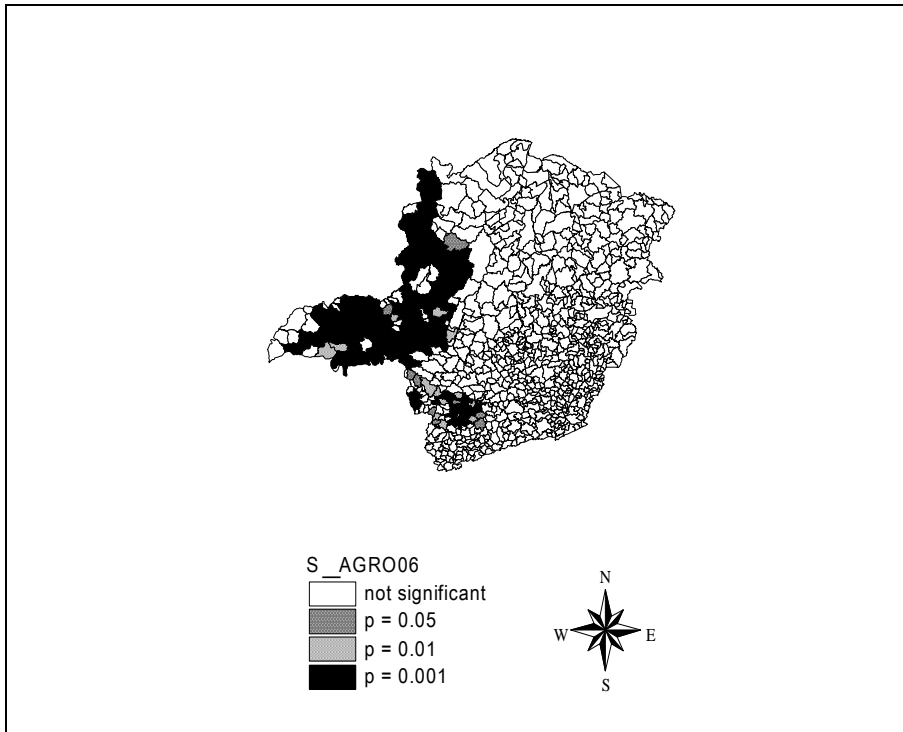 S__AGRO06
not significant
p = 0.05
p = 0.01
p = 0.001
N
W E
S